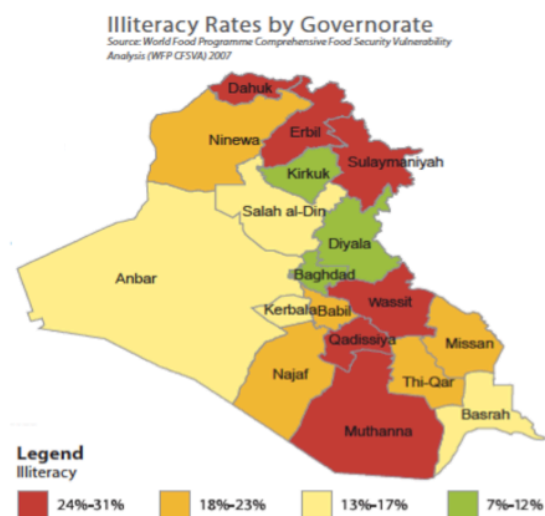 Illiteracy Rates by Governorate
Source: World Food Programme Comprehensive Food Security Vulnerability
Analysis (WFP CFSVA) 2007
Dahuk
Ninewa
Erbil
Sulaymaniyah
Kirkuk
Salah al-Din
Diyala
Anbar
Baghdad
Kerbala
Babil
Wassit
Qadissiya
Missan
Najaf
Thi-Qar
Basrah
Muthanna
Legend
Illiteracy
24%-31%
18%-23%
13%-17%
7%-12%